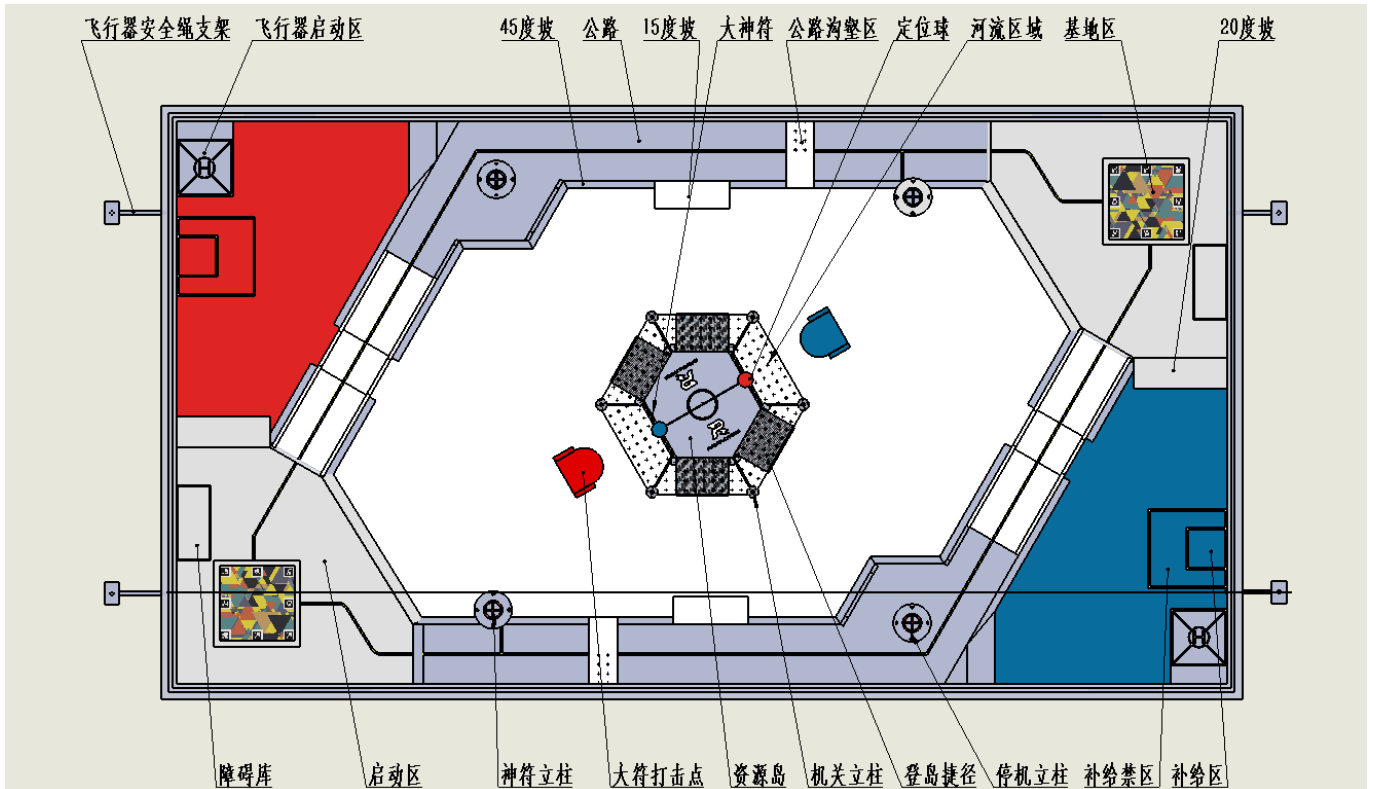 飞行器安全绳支架
飞行器启动区
45度坡
公路
15度坡
大神符
公路沟壑区
定位球
河流区域
基地区
20度坡
H
H
障碍库
启动区
神符立柱
大符打击点
资源岛
机关立柱
登岛捷径
停机立柱
补给禁区
补给区